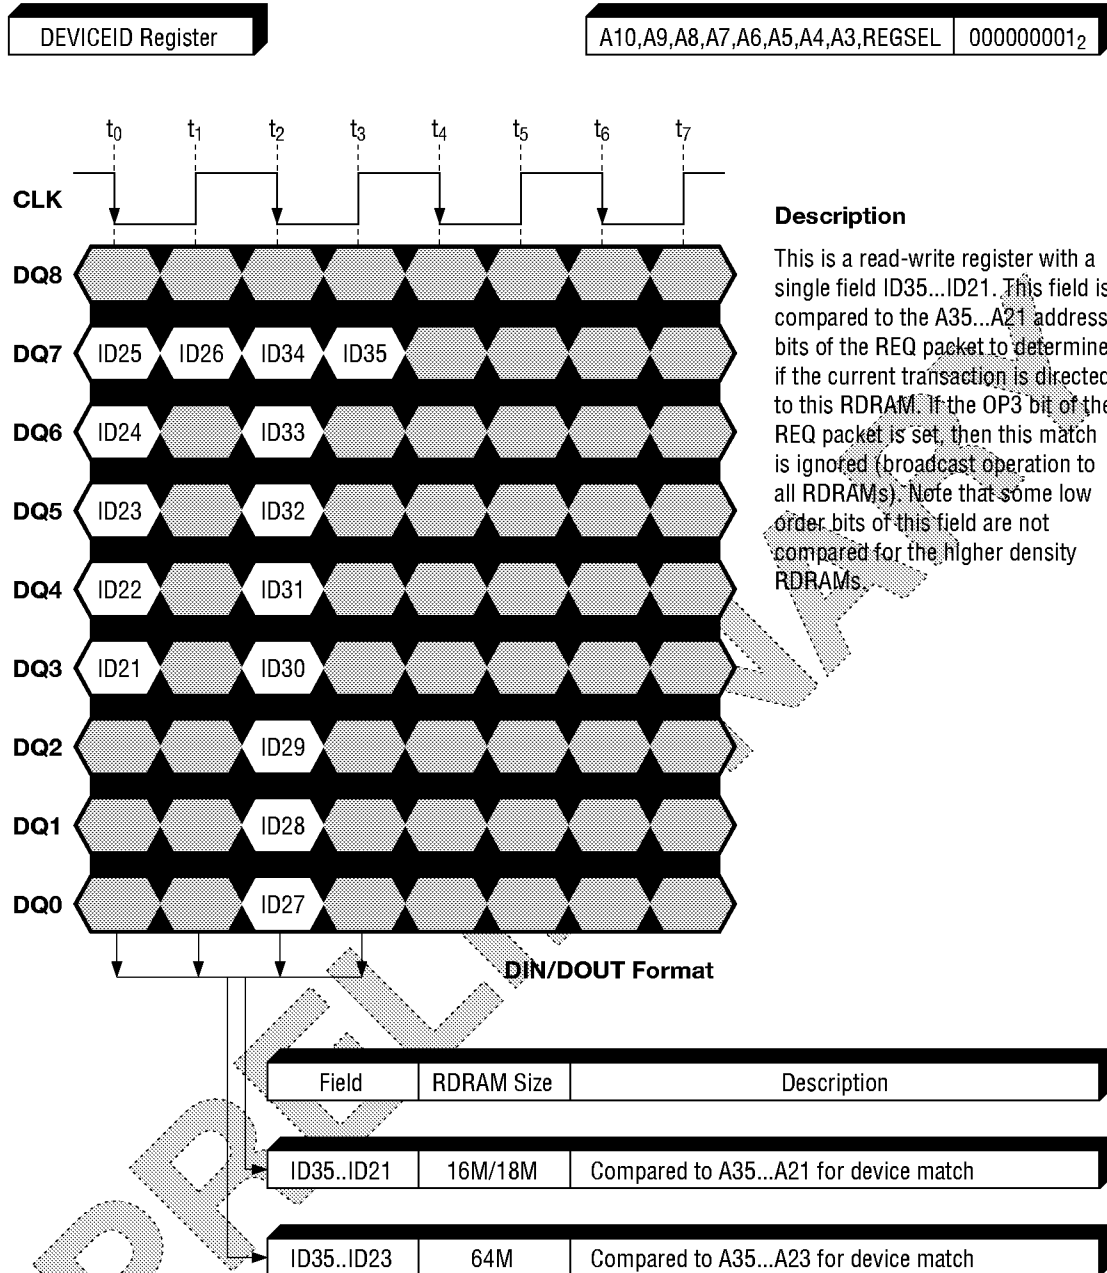 DEVICEID Register
A10,A9,A8,A7,A6,A5,A4,A3,REGSEL 000000001₂
t₀ t₁ t₂ t₃ t₄ t₅ t₆ t₇
CLK
DQ8
DQ7 ID25 ID26 ID34 ID35
DQ6 ID24 ID33
DQ5 ID23 ID32
DQ4 ID22 ID31
DQ3 ID21 ID30
DQ2 ID29
DQ1 ID28
DQ0 ID27
DIN/DOUT Format
Description
This is a read-write register with a
single field ID35...ID21. This field is
compared to the A35...A21 address
bits of the REQ packet to determine
if the current transaction is directed
to this RDRAM. If the OP3 bit of the
REQ packet is set, then this match
is ignored (broadcast operation to
all RDRAMs). Note that some low
order bits of this field are not
compared for the higher density
RDRAMs.
Field RDRAM Size Description
ID35..ID21 16M/18M Compared to A35...A21 for device match
ID35..ID23 64M Compared to A35...A23 for device match